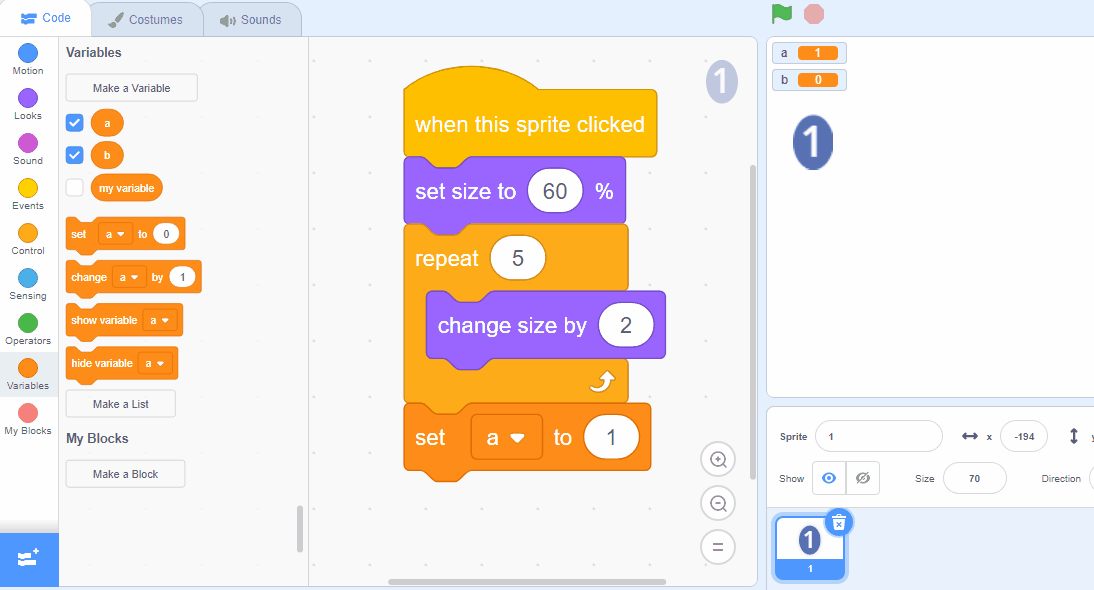 Code
Costumes
Sounds
Motion
Looks
Sound
Events
Control
Sensing
Operators
Variables
My Blocks
Variables
Make a Variable
a
b
my variable
set a to 0
change a by 1
show variable a
hide variable a
Make a List
My Blocks
Make a Block
when this sprite clicked
set size to 60 %
repeat 5
change size by 2
set a to 1
1
a 1
b 0
1
Sprite 1 x -194 y
Show Size 70 Direction
1
1